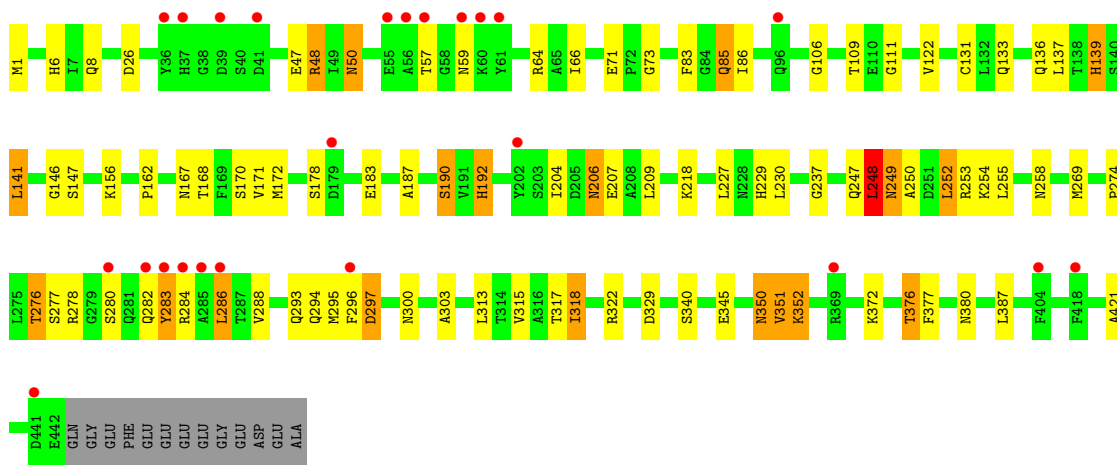 M1 H6 I7 Q8 D26 Y36 H37 G38 D39 S40 D41 E47 R48 I49 N50 E55 A56 T57 G58 N59 K60 Y61 R64 A65 I66 E71 P72 G73 F83 G84 Q85 I86 Q96 G106 T109 E110 G111 V122 C131 L132 Q133 Q136 L137 T138 H139 S140
L141 G146 S147 K156 P162 N167 T168 F169 S170 V171 M172 S178 D179 E183 A187 S190 V191 H192 Y202 S203 I204 D205 N206 E207 A208 L209 K218 L227 N228 H229 L230 G237 Q247 L248 N249 A250 D251 L252 R253 K254 L255 N258 M269 P274
L275 T276 S277 R278 G279 S280 Q281 Q282 Y283 R284 A285 L286 T287 V288 Q293 Q294 M295 F296 D297 N300 A303 L313 T314 V315 A316 T317 I318 R322 D329 S340 E345 N350 V351 K352 R369 K372 T376 F377 N380 L387 F404 F418 A421
D441 E442 GLN GLY GLU PHE GLU GLU GLU GLY GLU ASP GLU ALA